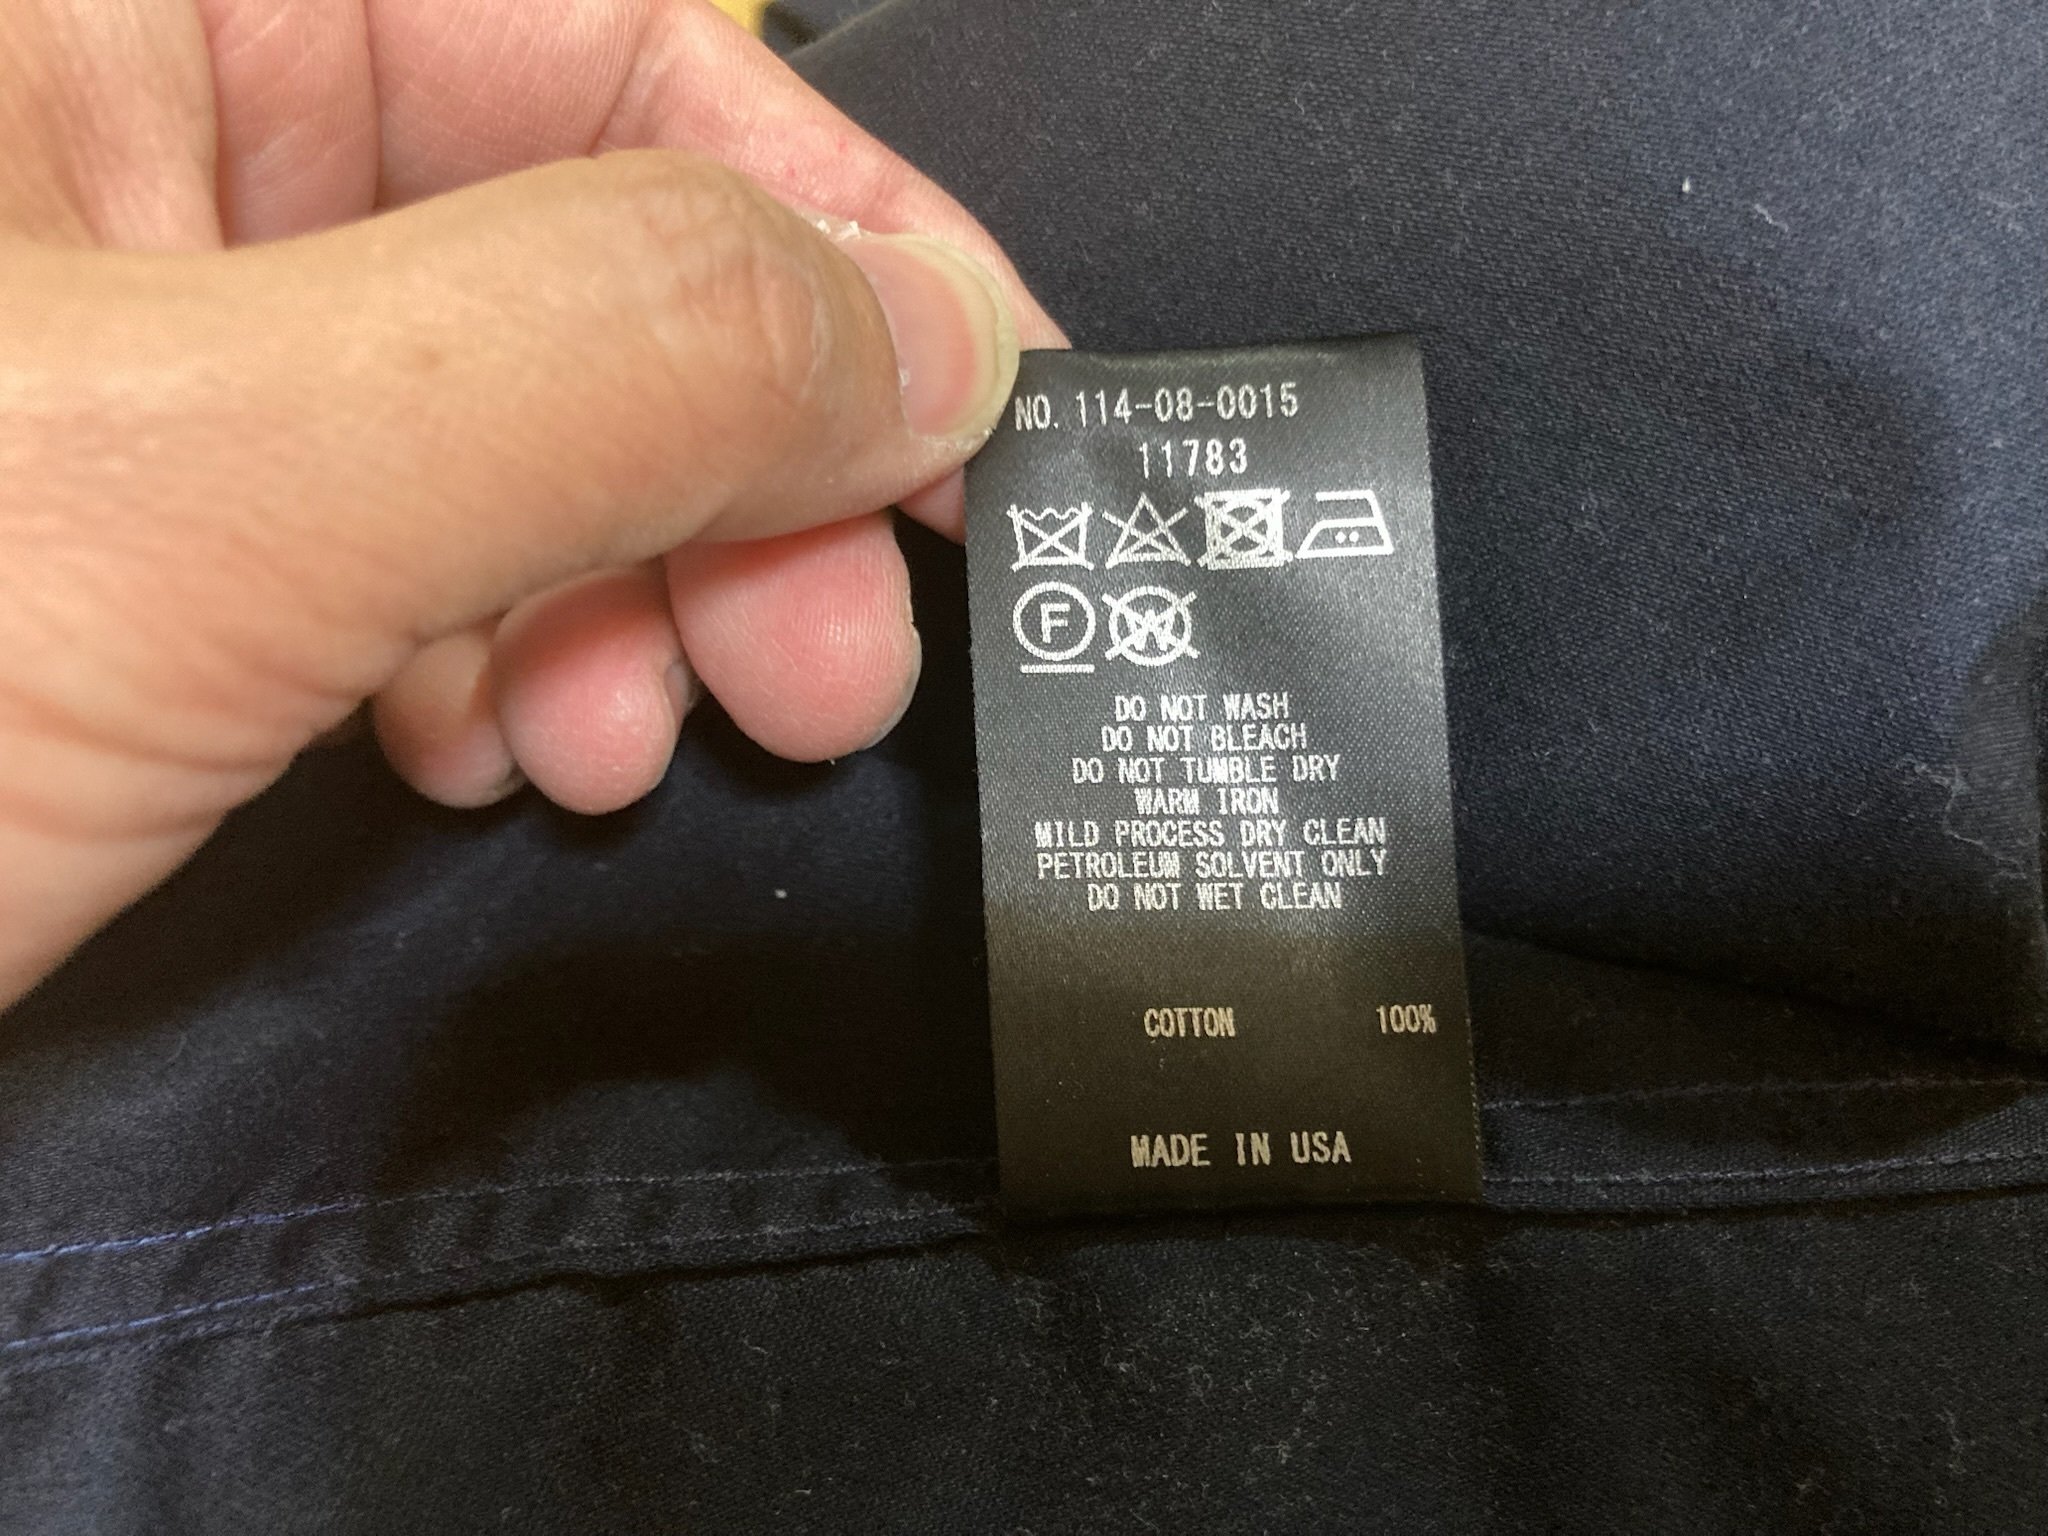 NO. 114-08-0015
11783
F
W
DO NOT WASH
DO NOT BLEACH
DO NOT TUMBLE DRY
WARM IRON
MILD PROCESS DRY CLEAN
PETROLEUM SOLVENT ONLY
DO NOT WET CLEAN
COTTON 100%
MADE IN USA